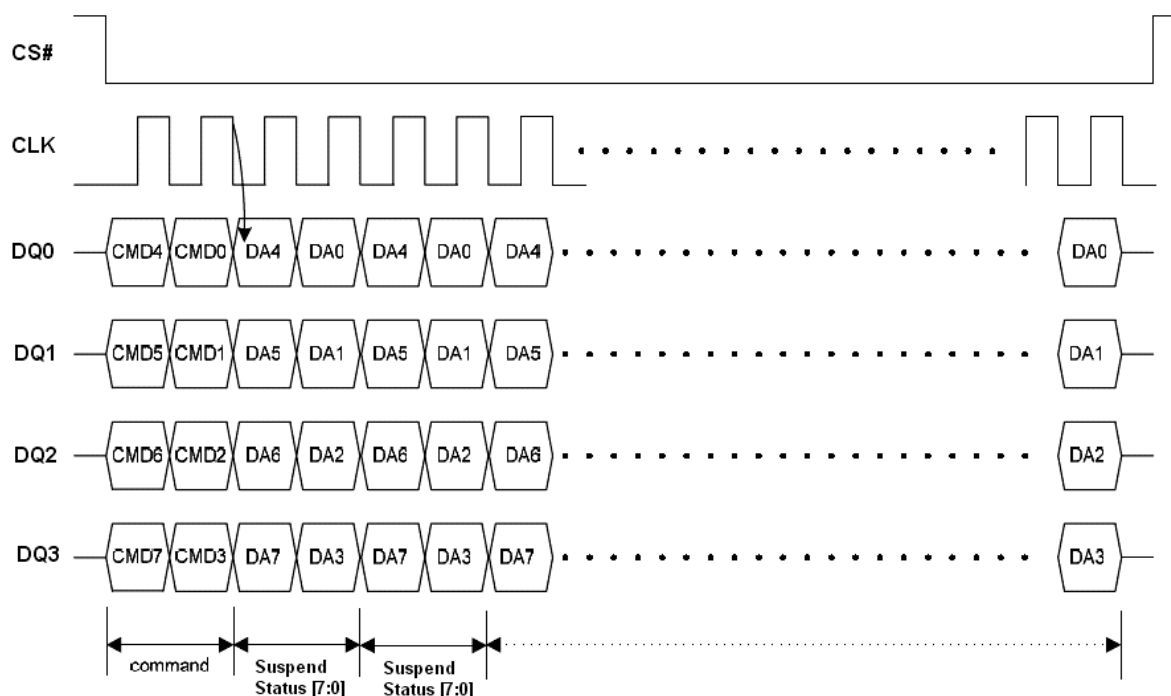 CS#
CLK
DQ0 CMD4 CMD0 DA4 DA0 DA4 DA0 DA4 DA0
DQ1 CMD5 CMD1 DA5 DA1 DA5 DA1 DA5 DA1
DQ2 CMD6 CMD2 DA6 DA2 DA6 DA2 DA6 DA2
DQ3 CMD7 CMD3 DA7 DA3 DA7 DA3 DA7 DA3
command Suspend Suspend
Status [7:0] Status [7:0]